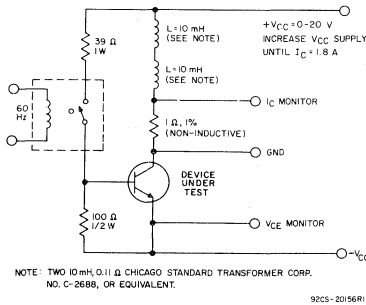 39 Ω
1W
60
Hz
100 Ω
1/2 W
L=10 mH
(SEE NOTE)
L=10 mH
(SEE NOTE)
1 Ω, 1%
(NON-INDUCTIVE)
DEVICE
UNDER
TEST
+VCC=0-20 V
INCREASE VCC SUPPLY
UNTIL IC=1.8 A
IC MONITOR
GND
VCE MONITOR
-VCC
NOTE: TWO 10 mH, 0.11 Ω CHICAGO STANDARD TRANSFORMER CORP.
NO. C-2688, OR EQUIVALENT.
92CS-20156R1